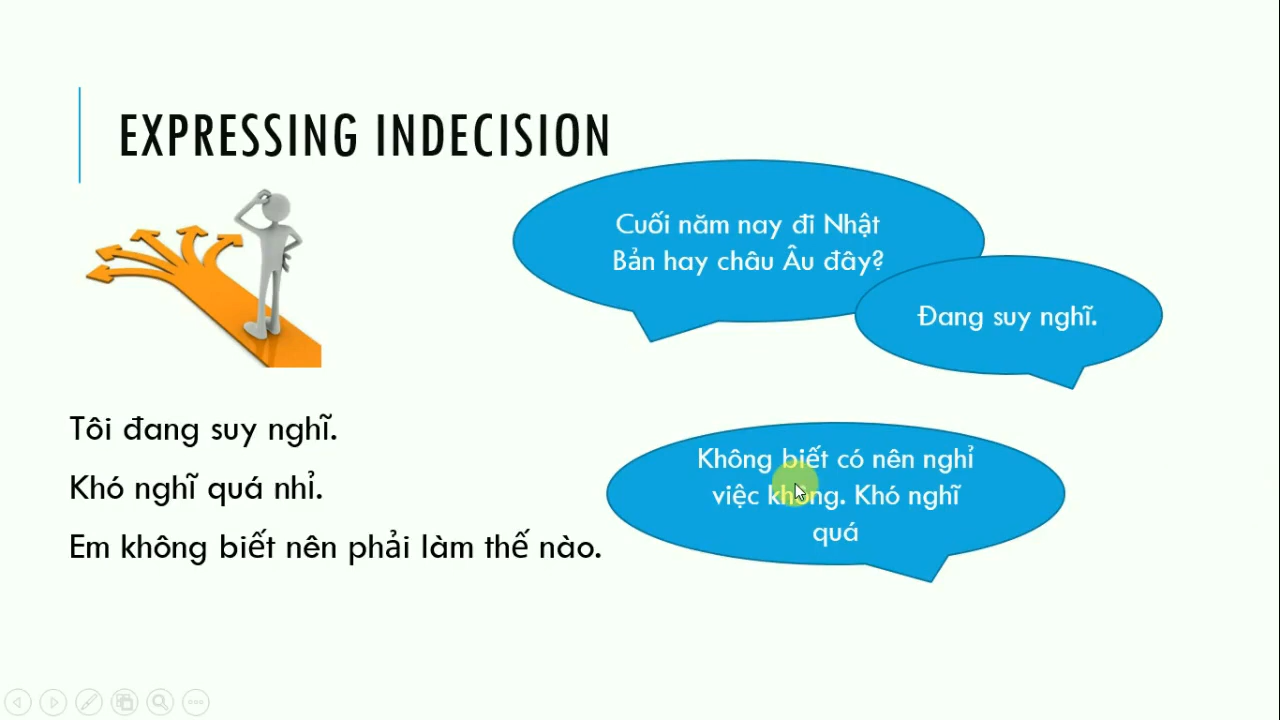 EXPRESSING INDECISION
Cuối năm nay đi Nhật
Bản hay châu Âu đây?
Đang suy nghĩ.
Tôi đang suy nghĩ.
Khó nghĩ quá nhỉ.
Em không biết nên phải làm thế nào.
Không biết có nên nghỉ
việc không. Khó nghĩ
quá